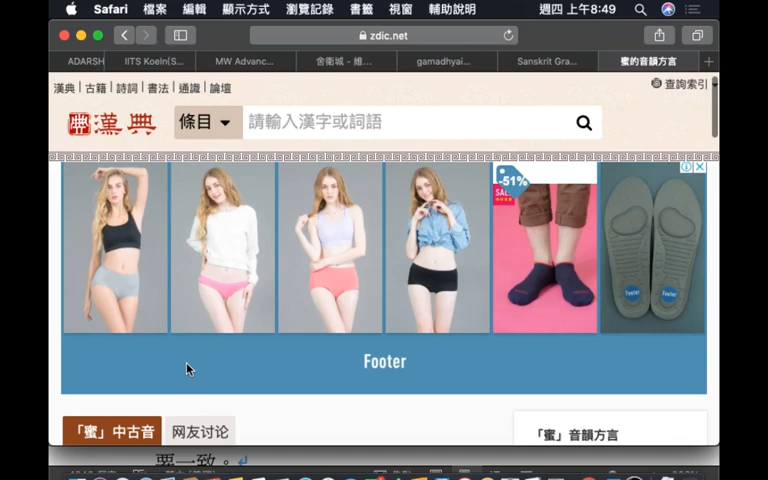 Safari 檔案 編輯 顯示方式 瀏覽記錄 書籤 視窗 輔助說明 週四 上午8:49
zdic.net
ADARSH IITS Koeln(S... MW Advanc... 舍衛城 - 維... gamadhyai... Sanskrit Gra... 蜜的音韻方言
漢典 古籍 詩詞 書法 通識 論壇 查詢索引
漢典 條目 請輸入漢字或詞語
-51%
SALE
Footer Footer
Footer
「蜜」中古音 网友讨论 「蜜」音韻方言
要一致。